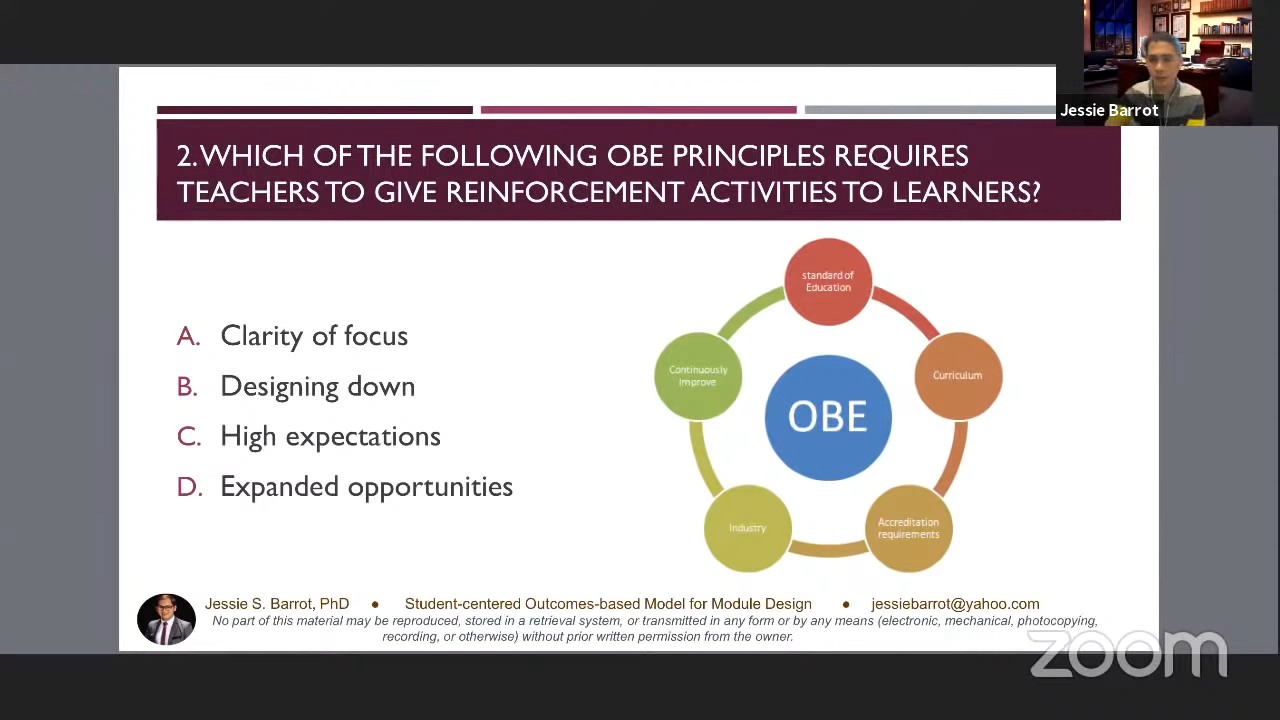 Jessie Barrot
2. WHICH OF THE FOLLOWING OBE PRINCIPLES REQUIRES
TEACHERS TO GIVE REINFORCEMENT ACTIVITIES TO LEARNERS?
A. Clarity of focus
B. Designing down
C. High expectations
D. Expanded opportunities
standard of
Education
Continuously
improve
Curriculum
OBE
Industry
Accreditation
requirements
Jessie S. Barrot, PhD • Student-centered Outcomes-based Model for Module Design • jessiebarrot@yahoo.com
No part of this material may be reproduced, stored in a retrieval system, or transmitted in any form or by any means (electronic, mechanical, photocopying,
recording, or otherwise) without prior written permission from the owner.
zoom